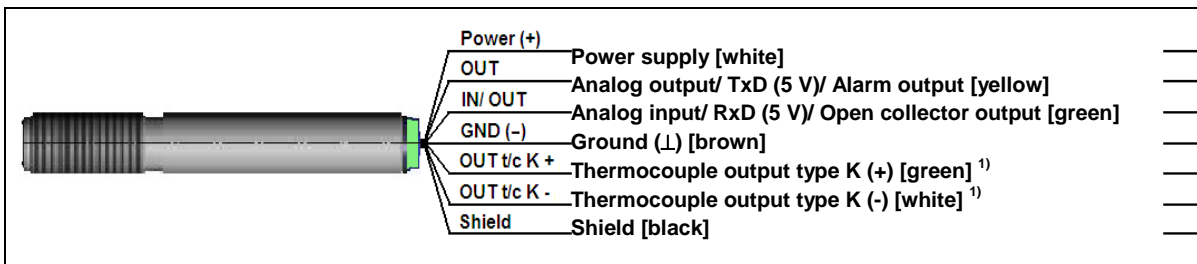 Power (+) Power supply [white]
OUT Analog output/ TxD (5 V)/ Alarm output [yellow]
IN/ OUT Analog input/ RxD (5 V)/ Open collector output [green]
GND (–) Ground (⊥) [brown]
OUT t/c K + Thermocouple output type K (+) [green] 1)
OUT t/c K - Thermocouple output type K (-) [white] 1)
Shield Shield [black]